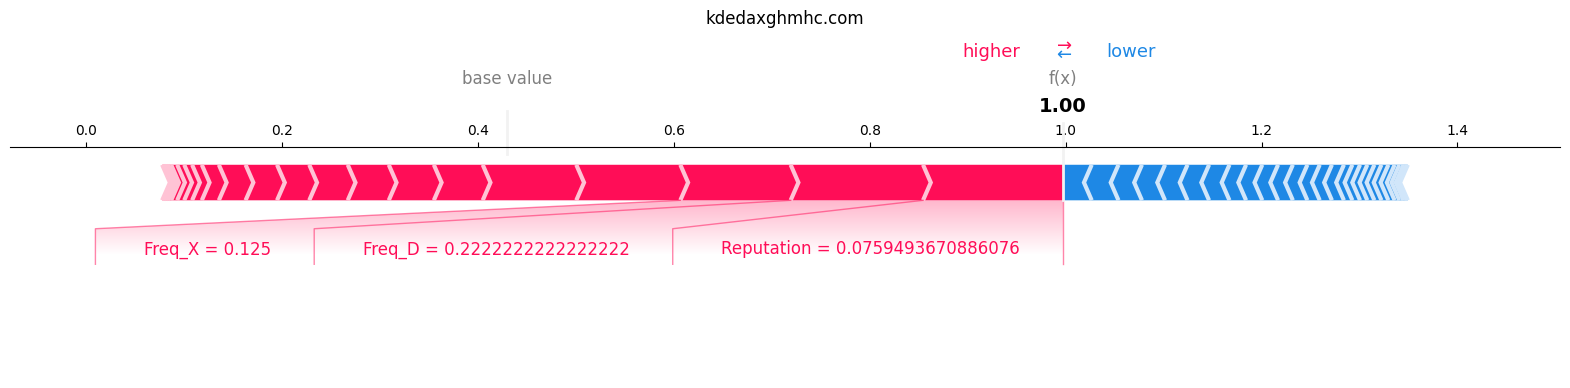 kdedaxghmhc.com
higher ⇄ lower
base value f(x)
1.00
0.0 0.2 0.4 0.6 0.8 1.0 1.2 1.4
Freq_X = 0.125 Freq_D = 0.2222222222222222 Reputation = 0.0759493670886076